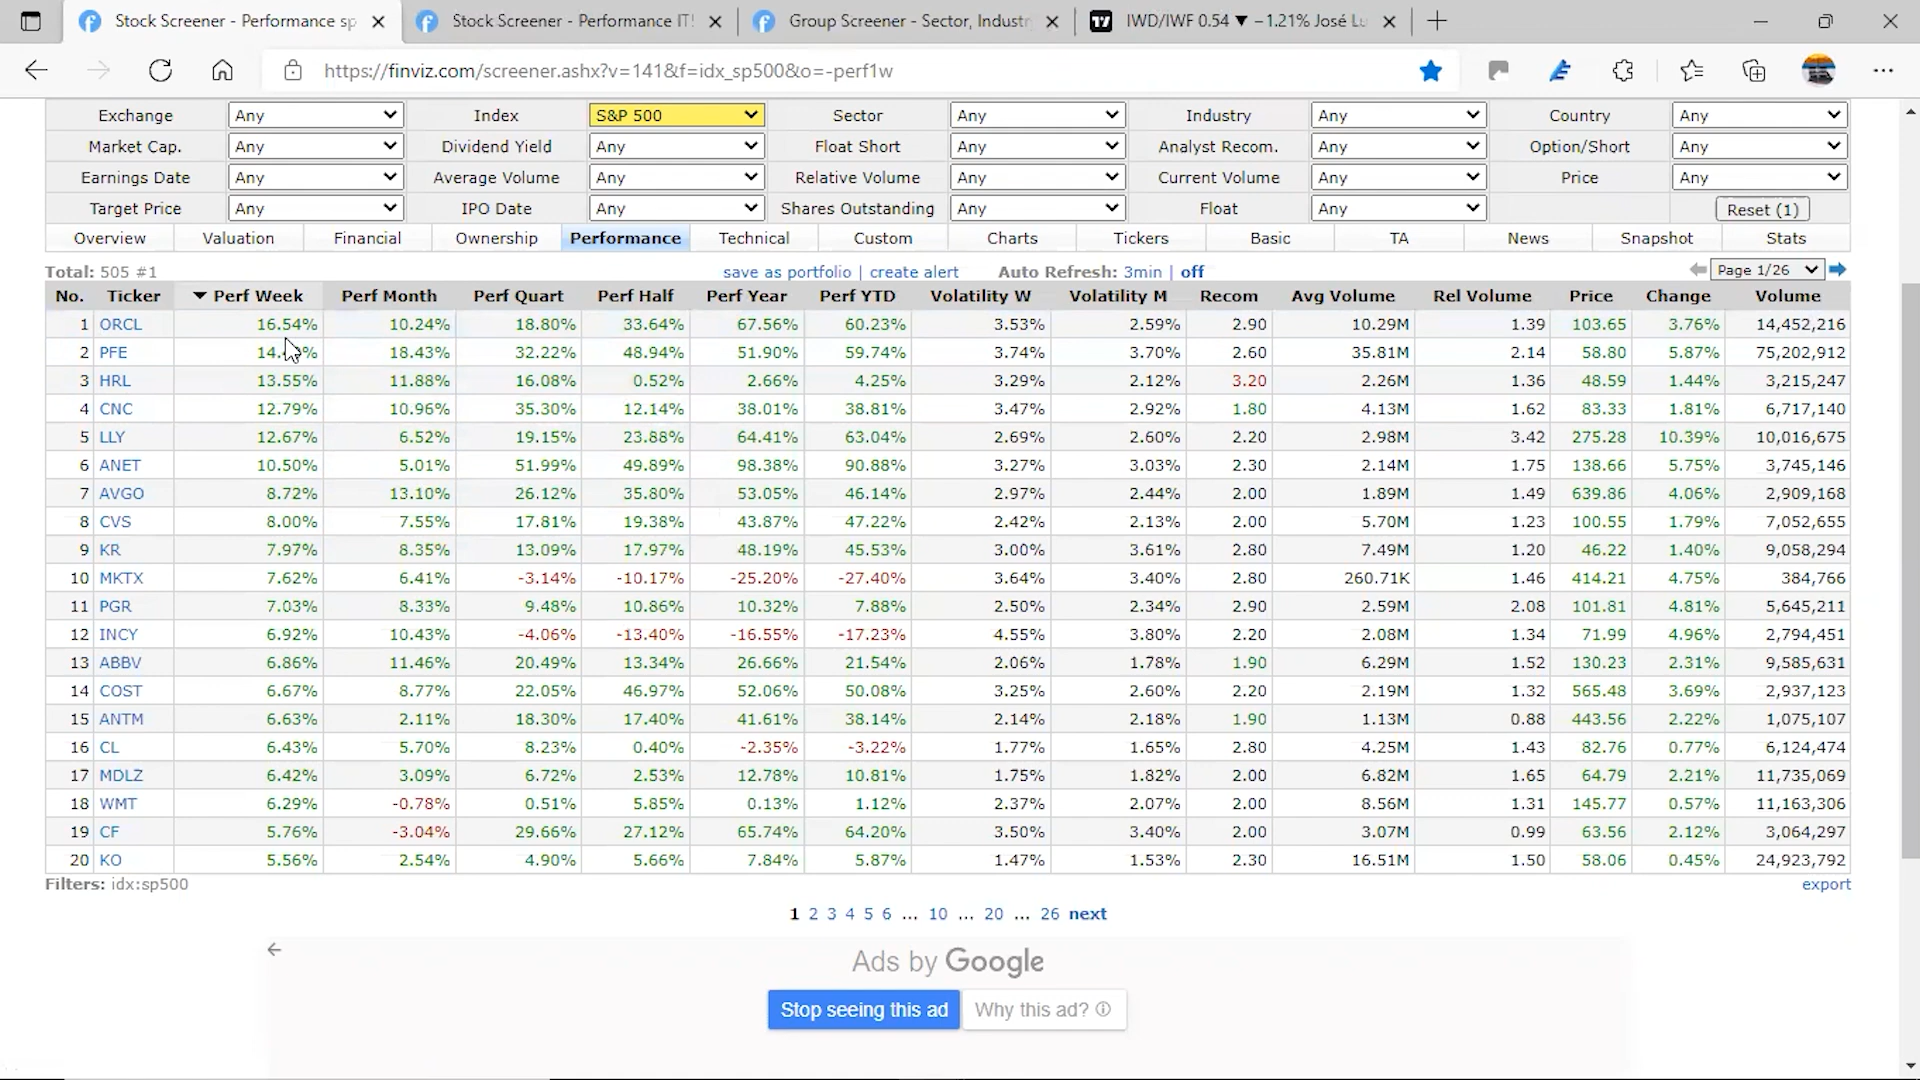 Stock Screener - Performance sp
Stock Screener - Performance IT!
Group Screener - Sector, Industr
IWD/IWF 0.54 ▼ −1.21% José Lu
https://finviz.com/screener.ashx?v=141&f=idx_sp500&o=-perf1w
Exchange Any Index S&P 500 Sector Any Industry Any Country Any
Market Cap. Any Dividend Yield Any Float Short Any Analyst Recom. Any Option/Short Any
Earnings Date Any Average Volume Any Relative Volume Any Current Volume Any Price Any
Target Price Any IPO Date Any Shares Outstanding Any Float Any Reset (1)
Overview Valuation Financial Ownership Performance Technical Custom Charts Tickers Basic TA News Snapshot Stats
Total: 505 #1 save as portfolio | create alert Auto Refresh: 3min | off Page 1/26
No. Ticker ▼ Perf Week Perf Month Perf Quart Perf Half Perf Year Perf YTD Volatility W Volatility M Recom Avg Volume Rel Volume Price Change Volume
1 ORCL 16.54% 10.24% 18.80% 33.64% 67.56% 60.23% 3.53% 2.59% 2.90 10.29M 1.39 103.65 3.76% 14,452,216
2 PFE 18.43% 32.22% 48.94% 51.90% 59.74% 3.74% 3.70% 2.60 35.81M 2.14 58.80 5.87% 75,202,912
3 HRL 13.55% 11.88% 16.08% 0.52% 2.66% 4.25% 3.29% 2.12% 3.20 2.26M 1.36 48.59 1.44% 3,215,247
4 CNC 12.79% 10.96% 35.30% 12.14% 38.01% 38.81% 3.47% 2.92% 1.80 4.13M 1.62 83.33 1.81% 6,717,140
5 LLY 12.67% 6.52% 19.15% 23.88% 64.41% 63.04% 2.69% 2.60% 2.20 2.98M 3.42 275.28 10.39% 10,016,675
6 ANET 10.50% 5.01% 51.99% 49.89% 98.38% 90.88% 3.27% 3.03% 2.30 2.14M 1.75 138.66 5.75% 3,745,146
7 AVGO 8.72% 13.10% 26.12% 35.80% 53.05% 46.14% 2.97% 2.44% 2.00 1.89M 1.49 639.86 4.06% 2,909,168
8 CVS 8.00% 7.55% 17.81% 19.38% 43.87% 47.22% 2.42% 2.13% 2.00 5.70M 1.23 100.55 1.79% 7,052,655
9 KR 7.97% 8.35% 13.09% 17.97% 48.19% 45.53% 3.00% 3.61% 2.80 7.49M 1.20 46.22 1.40% 9,058,294
10 MKTX 7.62% 6.41% -3.14% -10.17% -25.20% -27.40% 3.64% 3.40% 2.80 260.71K 1.46 414.21 4.75% 384,766
11 PGR 7.03% 8.33% 9.48% 10.86% 10.32% 7.88% 2.50% 2.34% 2.90 2.59M 2.08 101.81 4.81% 5,645,211
12 INCY 6.92% 10.43% -4.06% -13.40% -16.55% -17.23% 4.55% 3.80% 2.20 2.08M 1.34 71.99 4.96% 2,794,451
13 ABBV 6.86% 11.46% 20.49% 13.34% 26.66% 21.54% 2.06% 1.78% 1.90 6.29M 1.52 130.23 2.31% 9,585,631
14 COST 6.67% 8.77% 22.05% 46.97% 52.06% 50.08% 3.25% 2.60% 2.20 2.19M 1.32 565.48 3.69% 2,937,123
15 ANTM 6.63% 2.11% 18.30% 17.40% 41.61% 38.14% 2.14% 2.18% 1.90 1.13M 0.88 443.56 2.22% 1,075,107
16 CL 6.43% 5.70% 8.23% 0.40% -2.35% -3.22% 1.77% 1.65% 2.80 4.25M 1.43 82.76 0.77% 6,124,474
17 MDLZ 6.42% 3.09% 6.72% 2.53% 12.78% 10.81% 1.75% 1.82% 2.00 6.82M 1.65 64.79 2.21% 11,735,069
18 WMT 6.29% -0.78% 0.51% 5.85% 0.13% 1.12% 2.37% 2.07% 2.00 8.56M 1.31 145.77 0.57% 11,163,306
19 CF 5.76% -3.04% 29.66% 27.12% 65.74% 64.20% 3.50% 3.40% 2.00 3.07M 0.99 63.56 2.12% 3,064,297
20 KO 5.56% 2.54% 4.90% 5.66% 7.84% 5.87% 1.47% 1.53% 2.30 16.51M 1.50 58.06 0.45% 24,923,792
Filters: idx:sp500 export
1 2 3 4 5 6 ... 10 ... 20 ... 26 next
Ads by Google
Stop seeing this ad Why this ad?